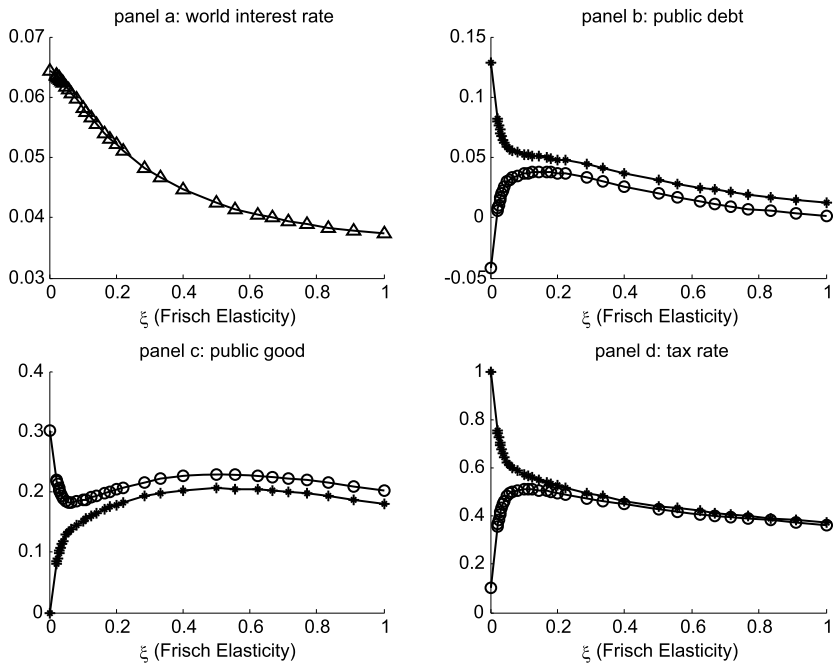 panel a: world interest rate
0.07
0.06
0.05
0.04
0.03
0 0.2 0.4 0.6 0.8 1
ξ (Frisch Elasticity)
panel b: public debt
0.15
0.1
0.05
0
-0.05
0 0.2 0.4 0.6 0.8 1
ξ (Frisch Elasticity)
panel c: public good
0.4
0.3
0.2
0.1
0
0 0.2 0.4 0.6 0.8 1
ξ (Frisch Elasticity)
panel d: tax rate
1
0.8
0.6
0.4
0.2
0
0 0.2 0.4 0.6 0.8 1
ξ (Frisch Elasticity)